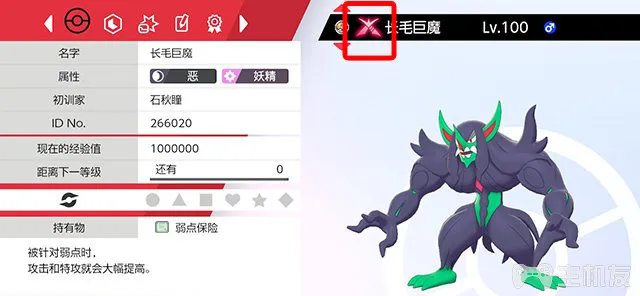 名字 长毛巨魔
属性 恶 妖精
初训家 石秋瞳
ID No. 266020
现在的经验值 1000000
距离下一等级 还有 0
持有物 弱点保险
被针对弱点时,
攻击和特攻就会大幅提高。
长毛巨魔 Lv.100
主机友